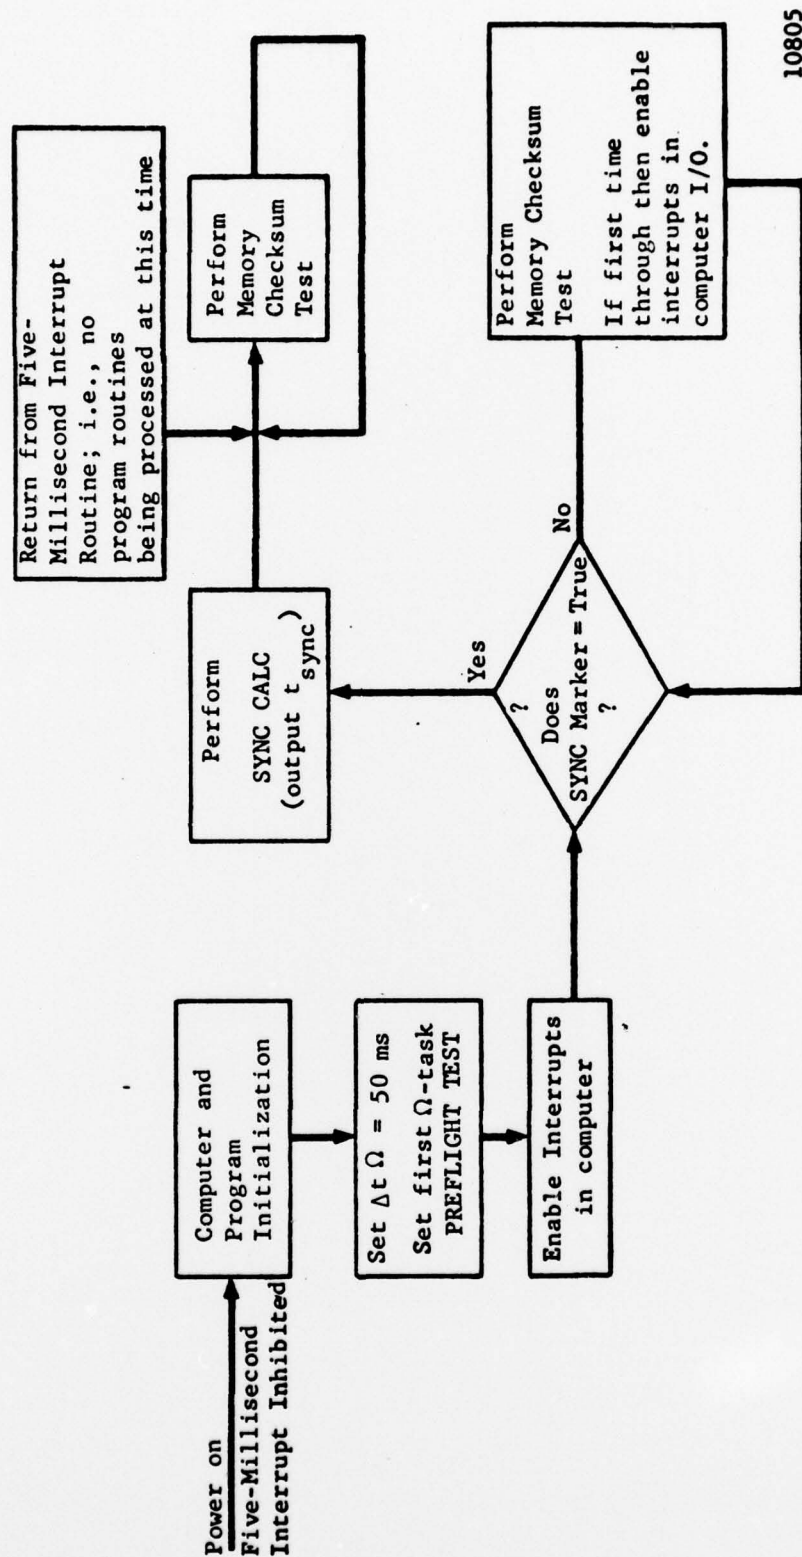 Power on
Five-Millisecond
Interrupt Inhibited
Computer and
Program
Initialization
Set Δt Ω = 50 ms
Set first Ω-task
PREFLIGHT TEST
Enable Interrupts
in computer
?
Does
SYNC Marker = True
?
Yes
No
Perform
SYNC CALC
(output t sync)
Return from Five-
Millisecond Interrupt
Routine; i.e., no
program routines
being processed at this time
Perform
Memory
Checksum
Test
Perform
Memory Checksum
Test
If first time
through then enable
interrupts in
computer I/O.
10805